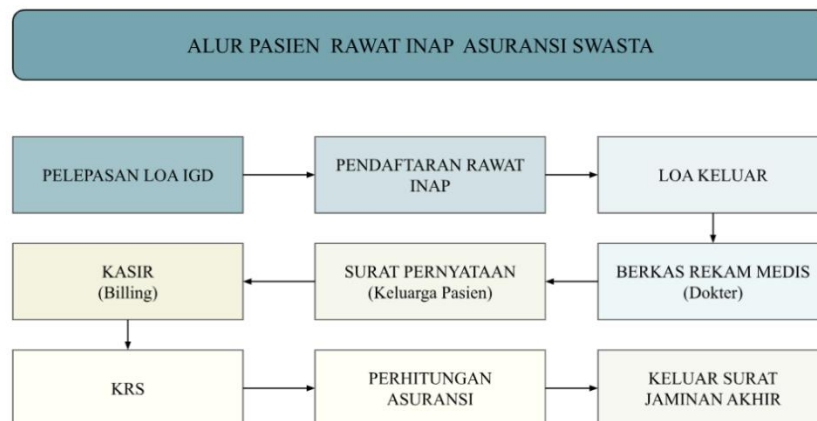 ALUR PASIEN RAWAT INAP ASURANSI SWASTA
PELEPASAN LOA IGD
PENDAFTARAN RAWAT
INAP
LOA KELUAR
BERKAS REKAM MEDIS
(Dokter)
SURAT PERNYATAAN
(Keluarga Pasien)
KASIR
(Billing)
KRS
PERHITUNGAN
ASURANSI
KELUAR SURAT
JAMINAN AKHIR